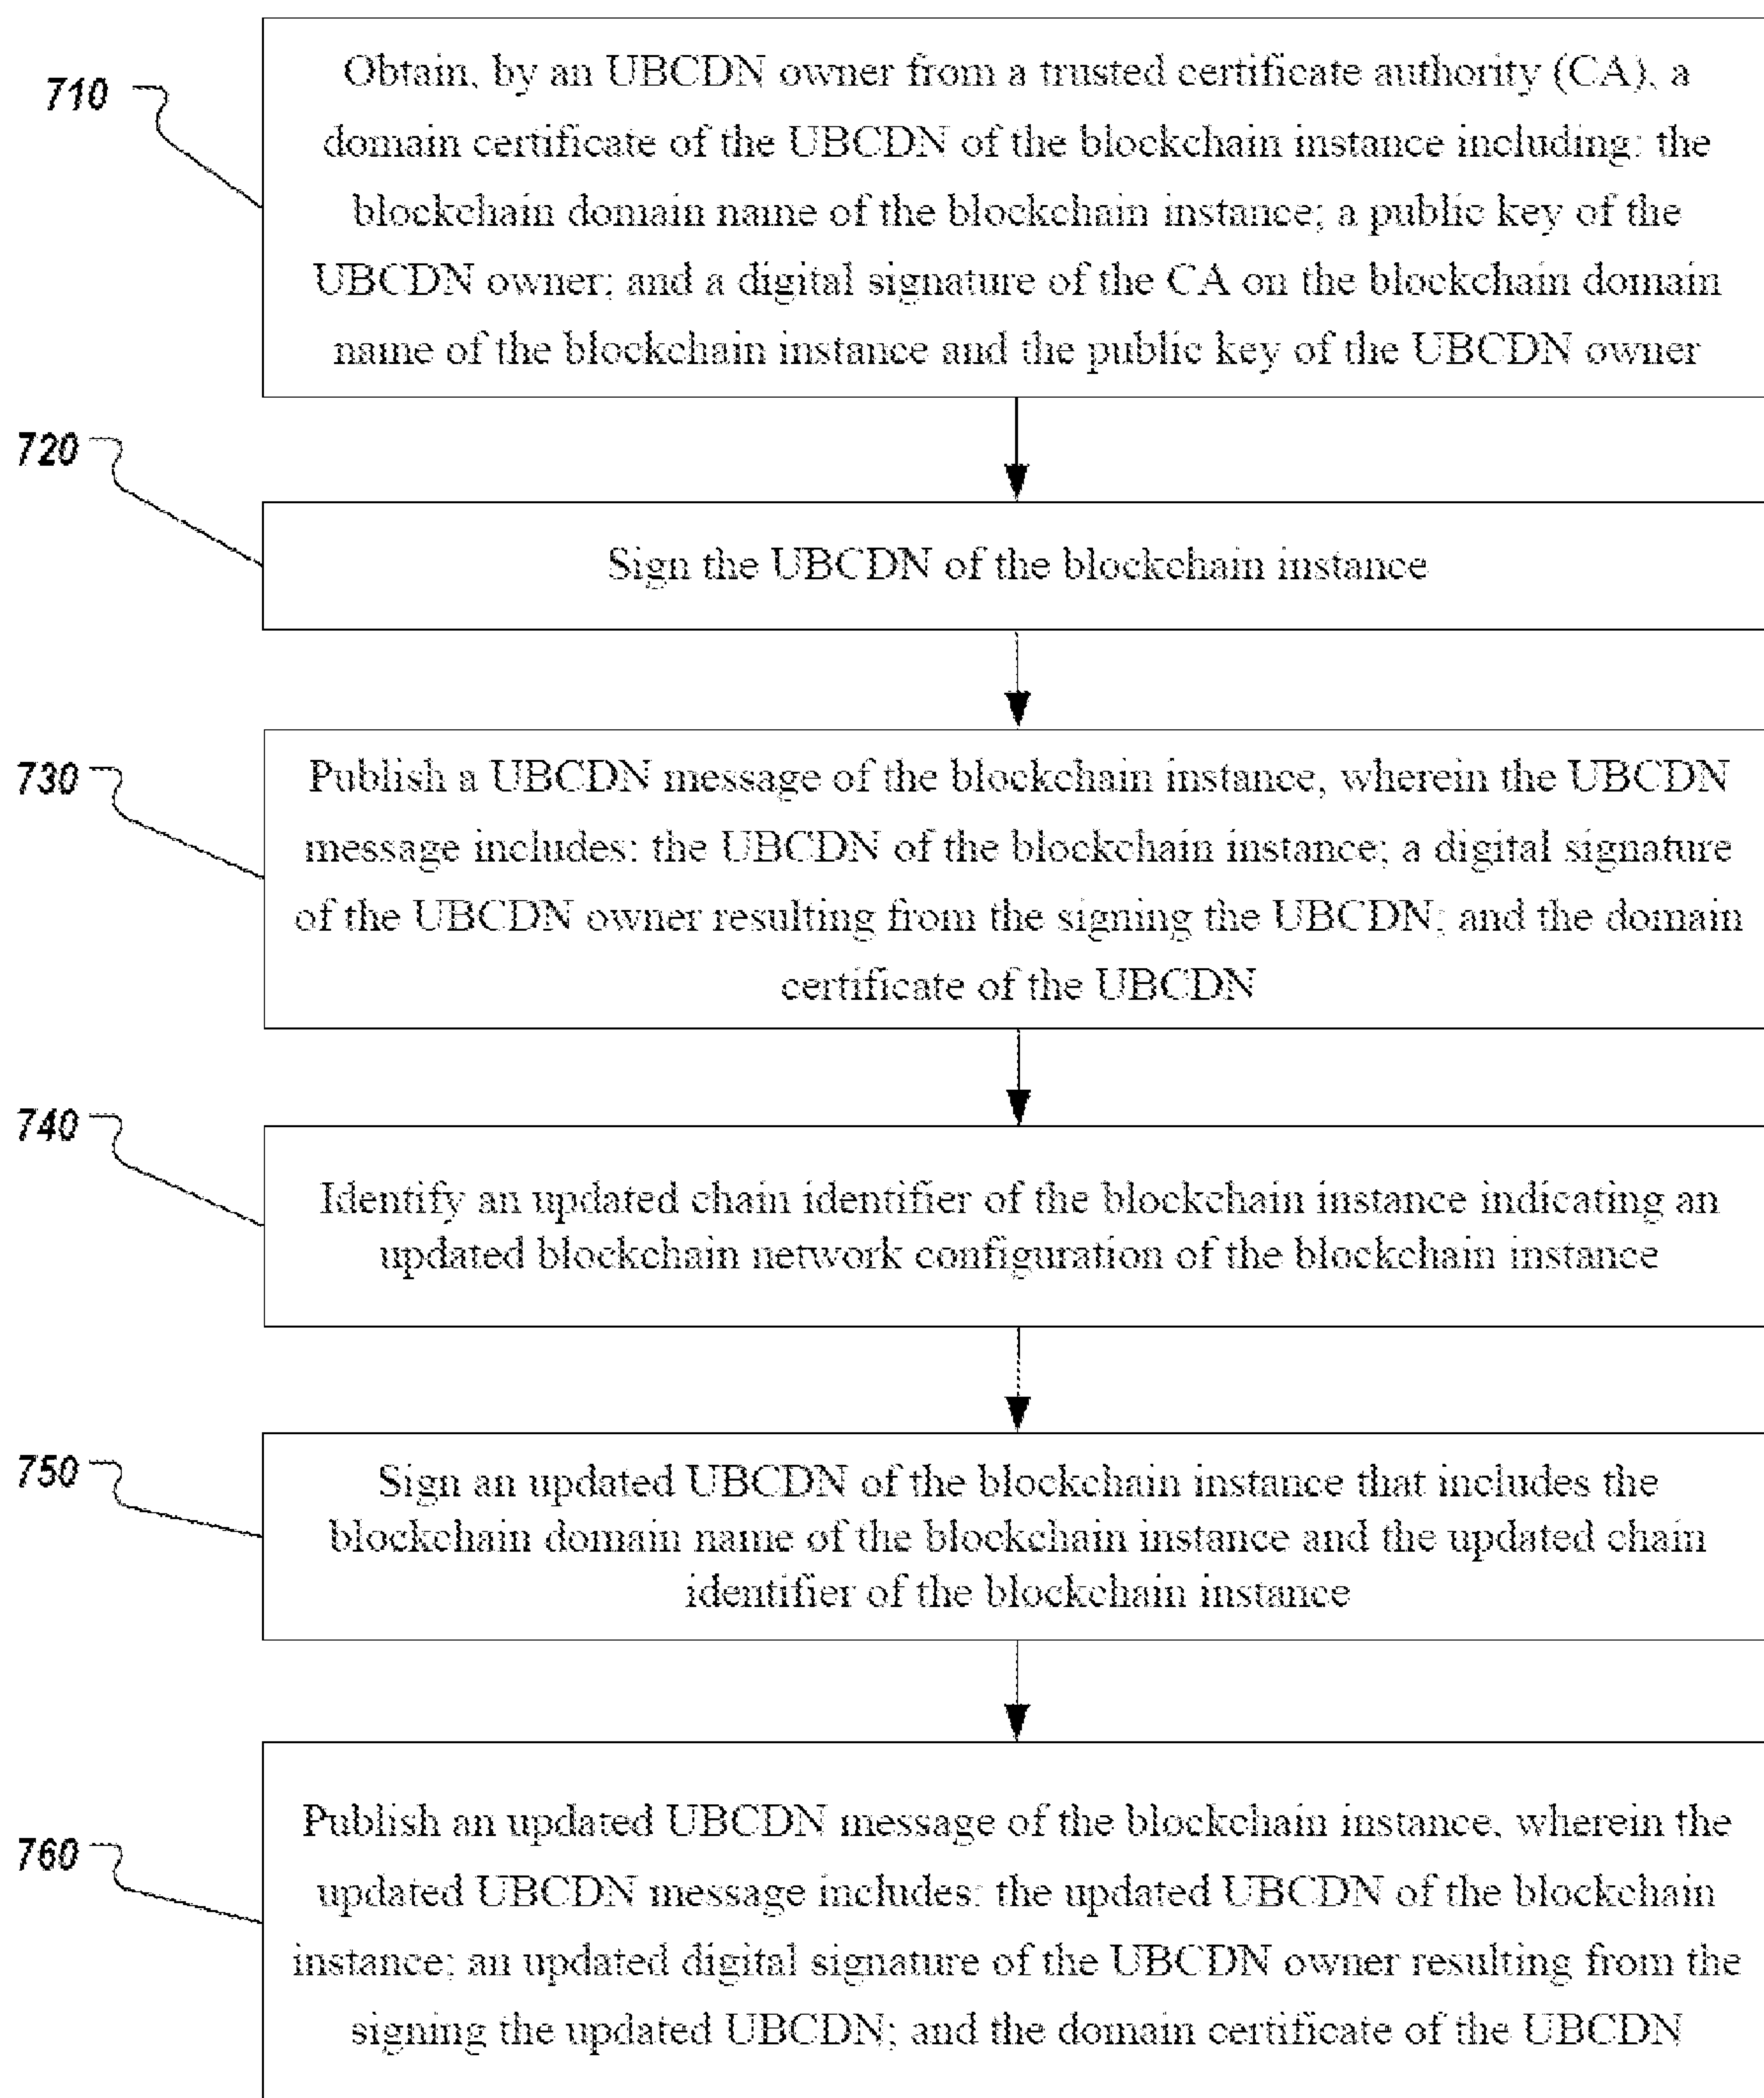 710
Obtain, by an UBCDN owner from a trusted certificate authority (CA), a
domain certificate of the UBCDN of the blockchain instance including: the
blockchain domain name of the blockchain instance; a public key of the
UBCDN owner; and a digital signature of the CA on the blockchain domain
name of the blockchain instance and the public key of the UBCDN owner
720
Sign the UBCDN of the blockchain instance
730
Publish a UBCDN message of the blockchain instance, wherein the UBCDN
message includes: the UBCDN of the blockchain instance; a digital signature
of the UBCDN owner resulting from the signing the UBCDN; and the domain
certificate of the UBCDN
740
Identify an updated chain identifier of the blockchain instance indicating an
updated blockchain network configuration of the blockchain instance
750
Sign an updated UBCDN of the blockchain instance that includes the
blockchain domain name of the blockchain instance and the updated chain
identifier of the blockchain instance
760
Publish an updated UBCDN message of the blockchain instance, wherein the
updated UBCDN message includes: the updated UBCDN of the blockchain
instance; an updated digital signature of the UBCDN owner resulting from the
signing the updated UBCDN; and the domain certificate of the UBCDN